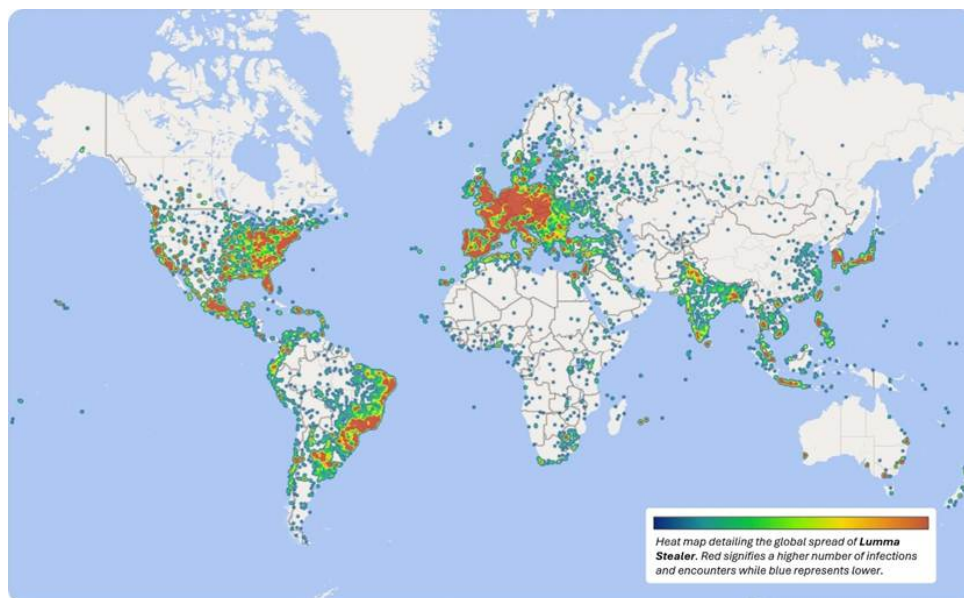 Heat map detailing the global spread of Lumma
Stealer. Red signifies a higher number of infections
and encounters while blue represents lower.